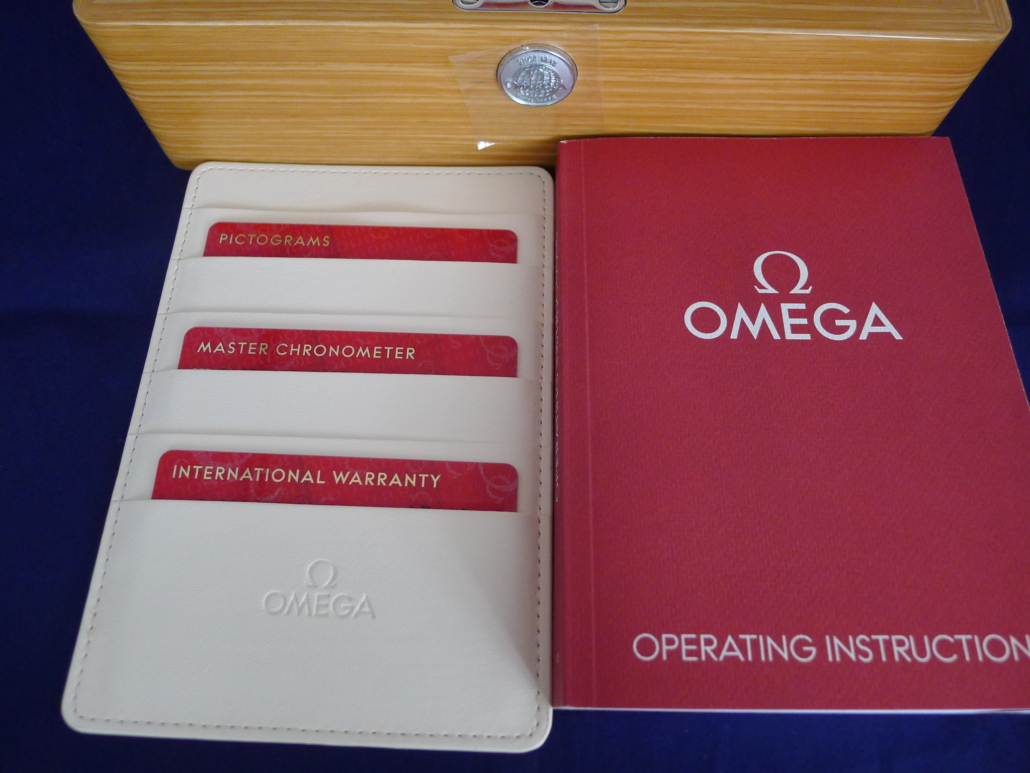 PICTOGRAMS
MASTER CHRONOMETER
INTERNATIONAL WARRANTY
Ω
OMEGA
Ω
OMEGA
OPERATING INSTRUCTION